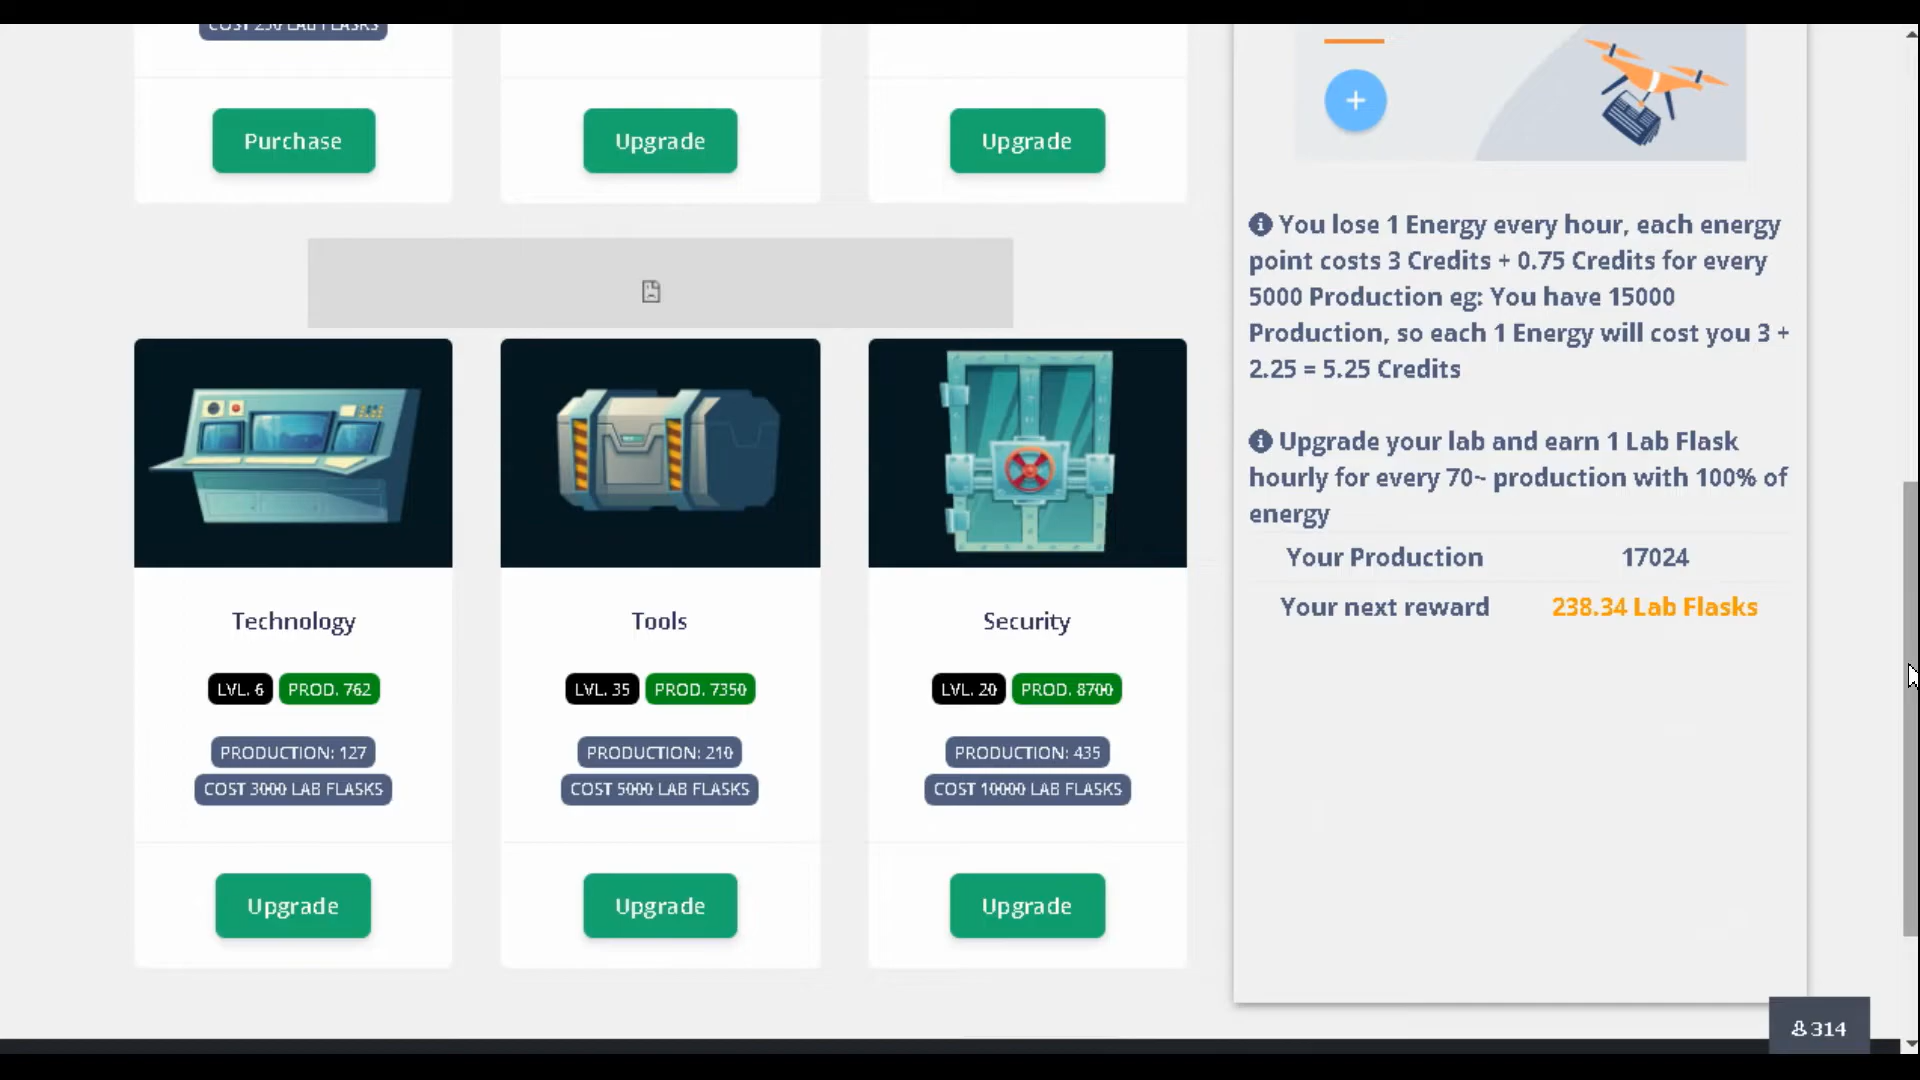 COST 250 LAB FLASKS
Purchase
Upgrade
Upgrade
Technology
LVL. 6 PROD. 762
PRODUCTION: 127
COST 3000 LAB FLASKS
Upgrade
Tools
LVL. 35 PROD. 7350
PRODUCTION: 210
COST 5000 LAB FLASKS
Upgrade
Security
LVL. 20 PROD. 8700
PRODUCTION: 435
COST 10000 LAB FLASKS
Upgrade
+
You lose 1 Energy every hour, each energy
point costs 3 Credits + 0.75 Credits for every
5000 Production eg: You have 15000
Production, so each 1 Energy will cost you 3 +
2.25 = 5.25 Credits
Upgrade your lab and earn 1 Lab Flask
hourly for every 70~ production with 100% of
energy
Your Production 17024
Your next reward 238.34 Lab Flasks
314